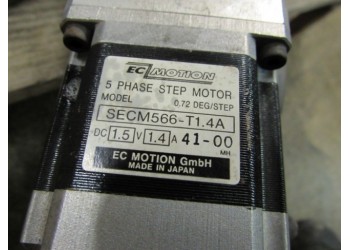 EC MOTION
5 PHASE STEP MOTOR
MODEL 0.72 DEG/STEP
SECM566-T1.4A
DC 1.5 V 1.4 A 41-00
MH
EC MOTION GmbH
MADE IN JAPAN